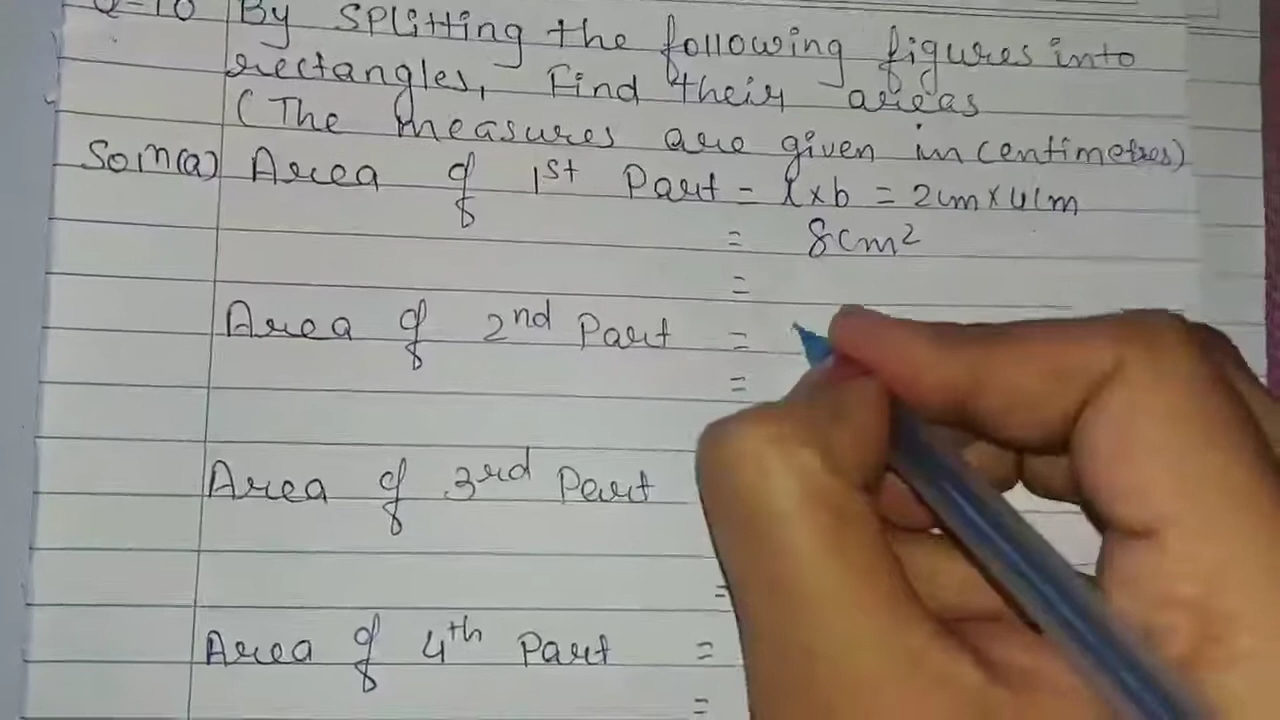 Q-10 By Splitting the following figures into
rectangles, Find their areas
(The measures are given in centimetres)
Soln(a) Area of 1st Part = l×b = 2cm×4cm
= 8cm²
=
Area of 2nd Part =
=
Area of 3rd Part
=
Area of 4th Part =
=